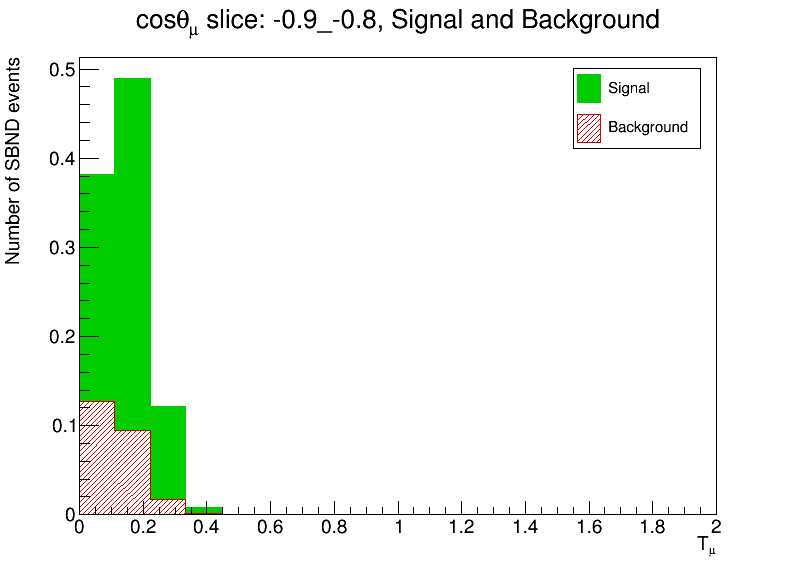 cosθμ slice: -0.9_-0.8, Signal and Background
Number of SBND events
Signal
Background
0.5
0.4
0.3
0.2
0.1
0
0 0.2 0.4 0.6 0.8 1 1.2 1.4 1.6 1.8 2
Tμ